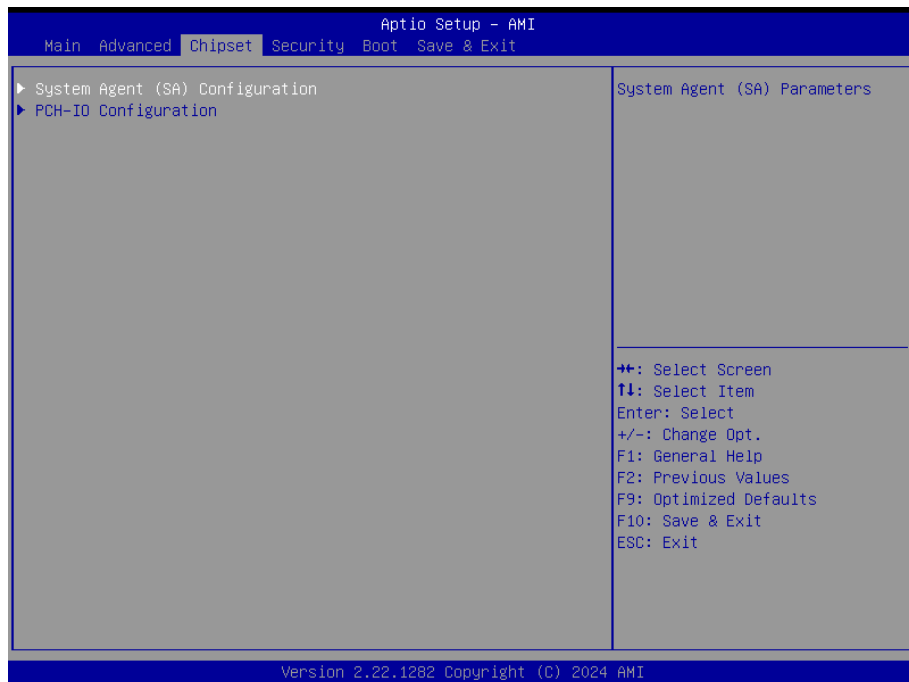 Aptio Setup - AMI
Main Advanced Chipset Security Boot Save & Exit
▶ System Agent (SA) Configuration
▶ PCH-IO Configuration
System Agent (SA) Parameters
→←: Select Screen
↑↓: Select Item
Enter: Select
+/-: Change Opt.
F1: General Help
F2: Previous Values
F9: Optimized Defaults
F10: Save & Exit
ESC: Exit
Version 2.22.1282 Copyright (C) 2024 AMI